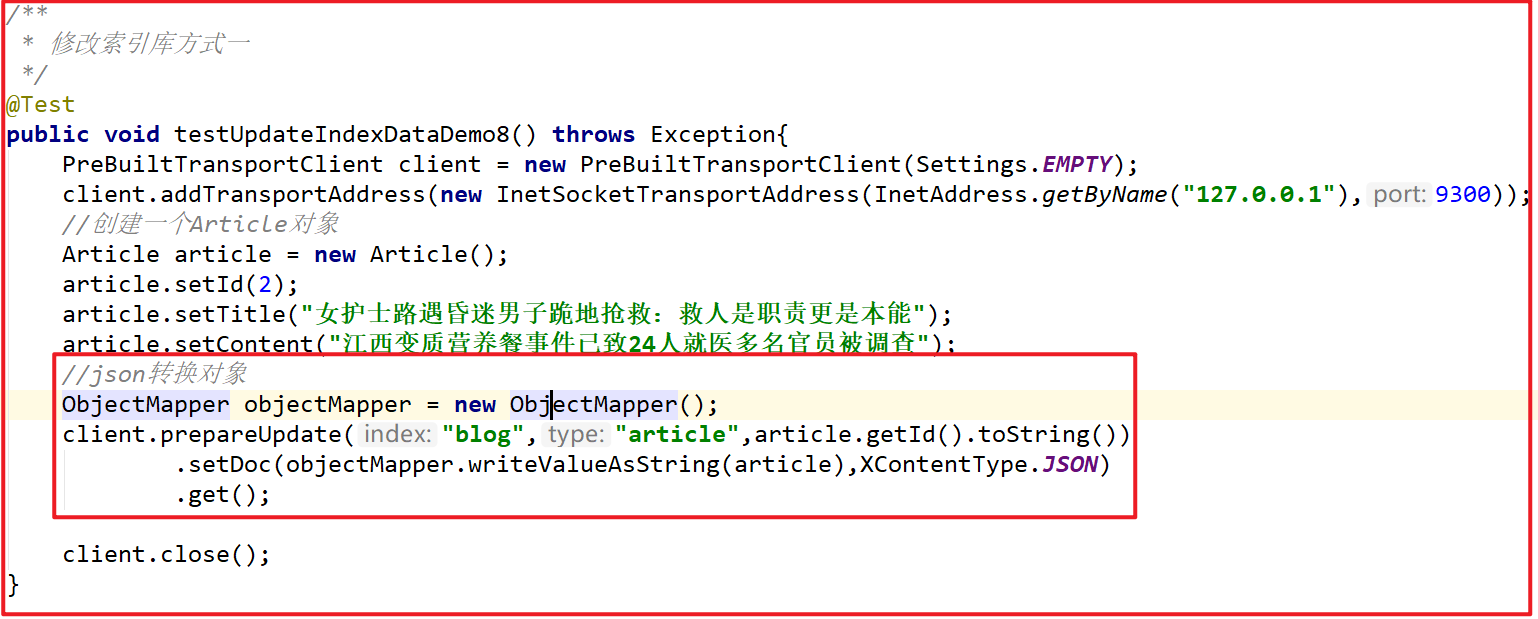 /**
 * 修改索引库方式一
 */
@Test
public void testUpdateIndexDataDemo8() throws Exception{
    PreBuiltTransportClient client = new PreBuiltTransportClient(Settings.EMPTY);
    client.addTransportAddress(new InetSocketTransportAddress(InetAddress.getByName("127.0.0.1"), port: 9300));
    //创建一个Article对象
    Article article = new Article();
    article.setId(2);
    article.setTitle("女护士路遇昏迷男子跪地抢救：救人是职责更是本能");
    article.setContent("江西变质营养餐事件已致24人就医多名官员被调查");
    //json转换对象
    ObjectMapper objectMapper = new ObjectMapper();
    client.prepareUpdate( index: "blog", type: "article",article.getId().toString())
            .setDoc(objectMapper.writeValueAsString(article),XContentType.JSON)
            .get();
    client.close();
}